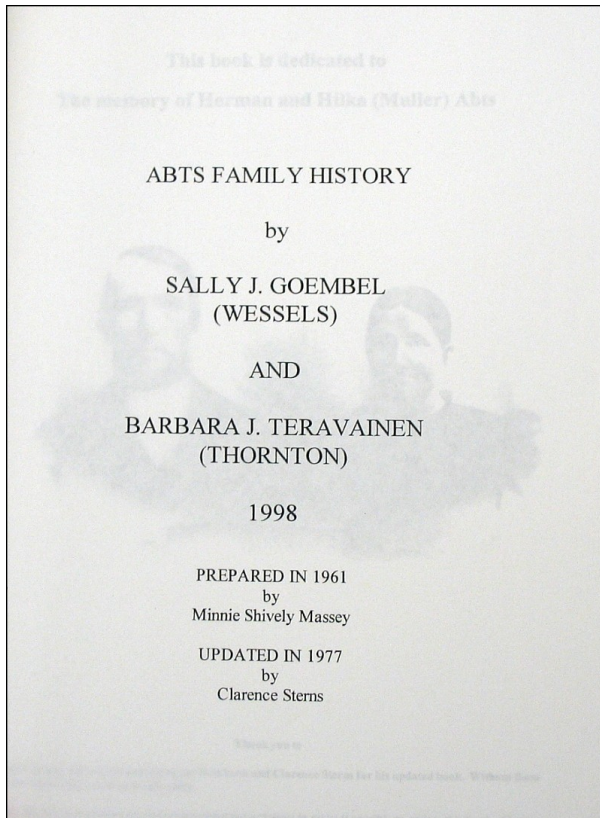 This book is dedicated to
The memory of Herman and Hilka (Muller) Abts
ABTS FAMILY HISTORY
by
SALLY J. GOEMBEL
(WESSELS)
AND
BARBARA J. TERAVAINEN
(THORNTON)
1998
PREPARED IN 1961
by
Minnie Shively Massey
UPDATED IN 1977
by
Clarence Sterns
Thank you to
and Clarence Sterns for his updated book. Without them